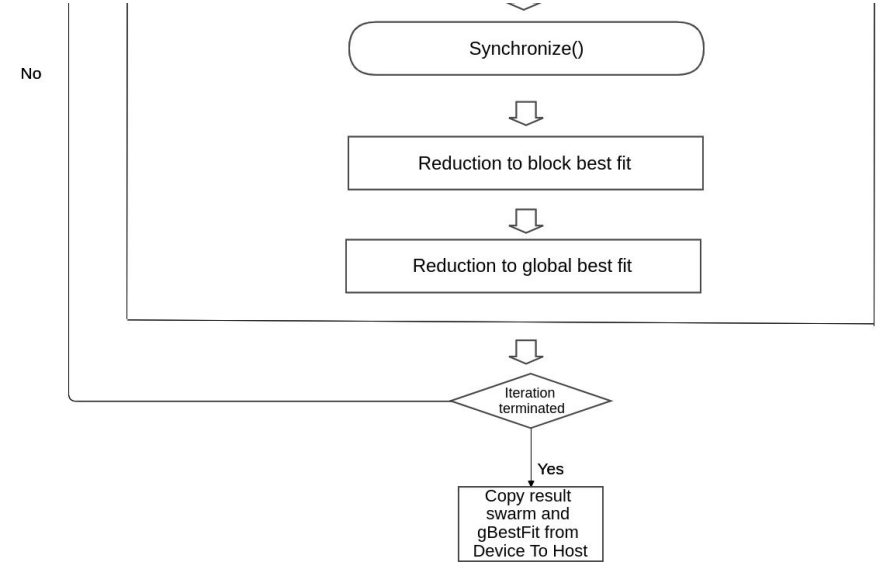 Synchronize()
No
Reduction to block best fit
Reduction to global best fit
Iteration
terminated
Yes
Copy result
swarm and
gBestFit from
Device To Host